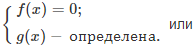 { f(x) = 0;
g(x) − определена. или